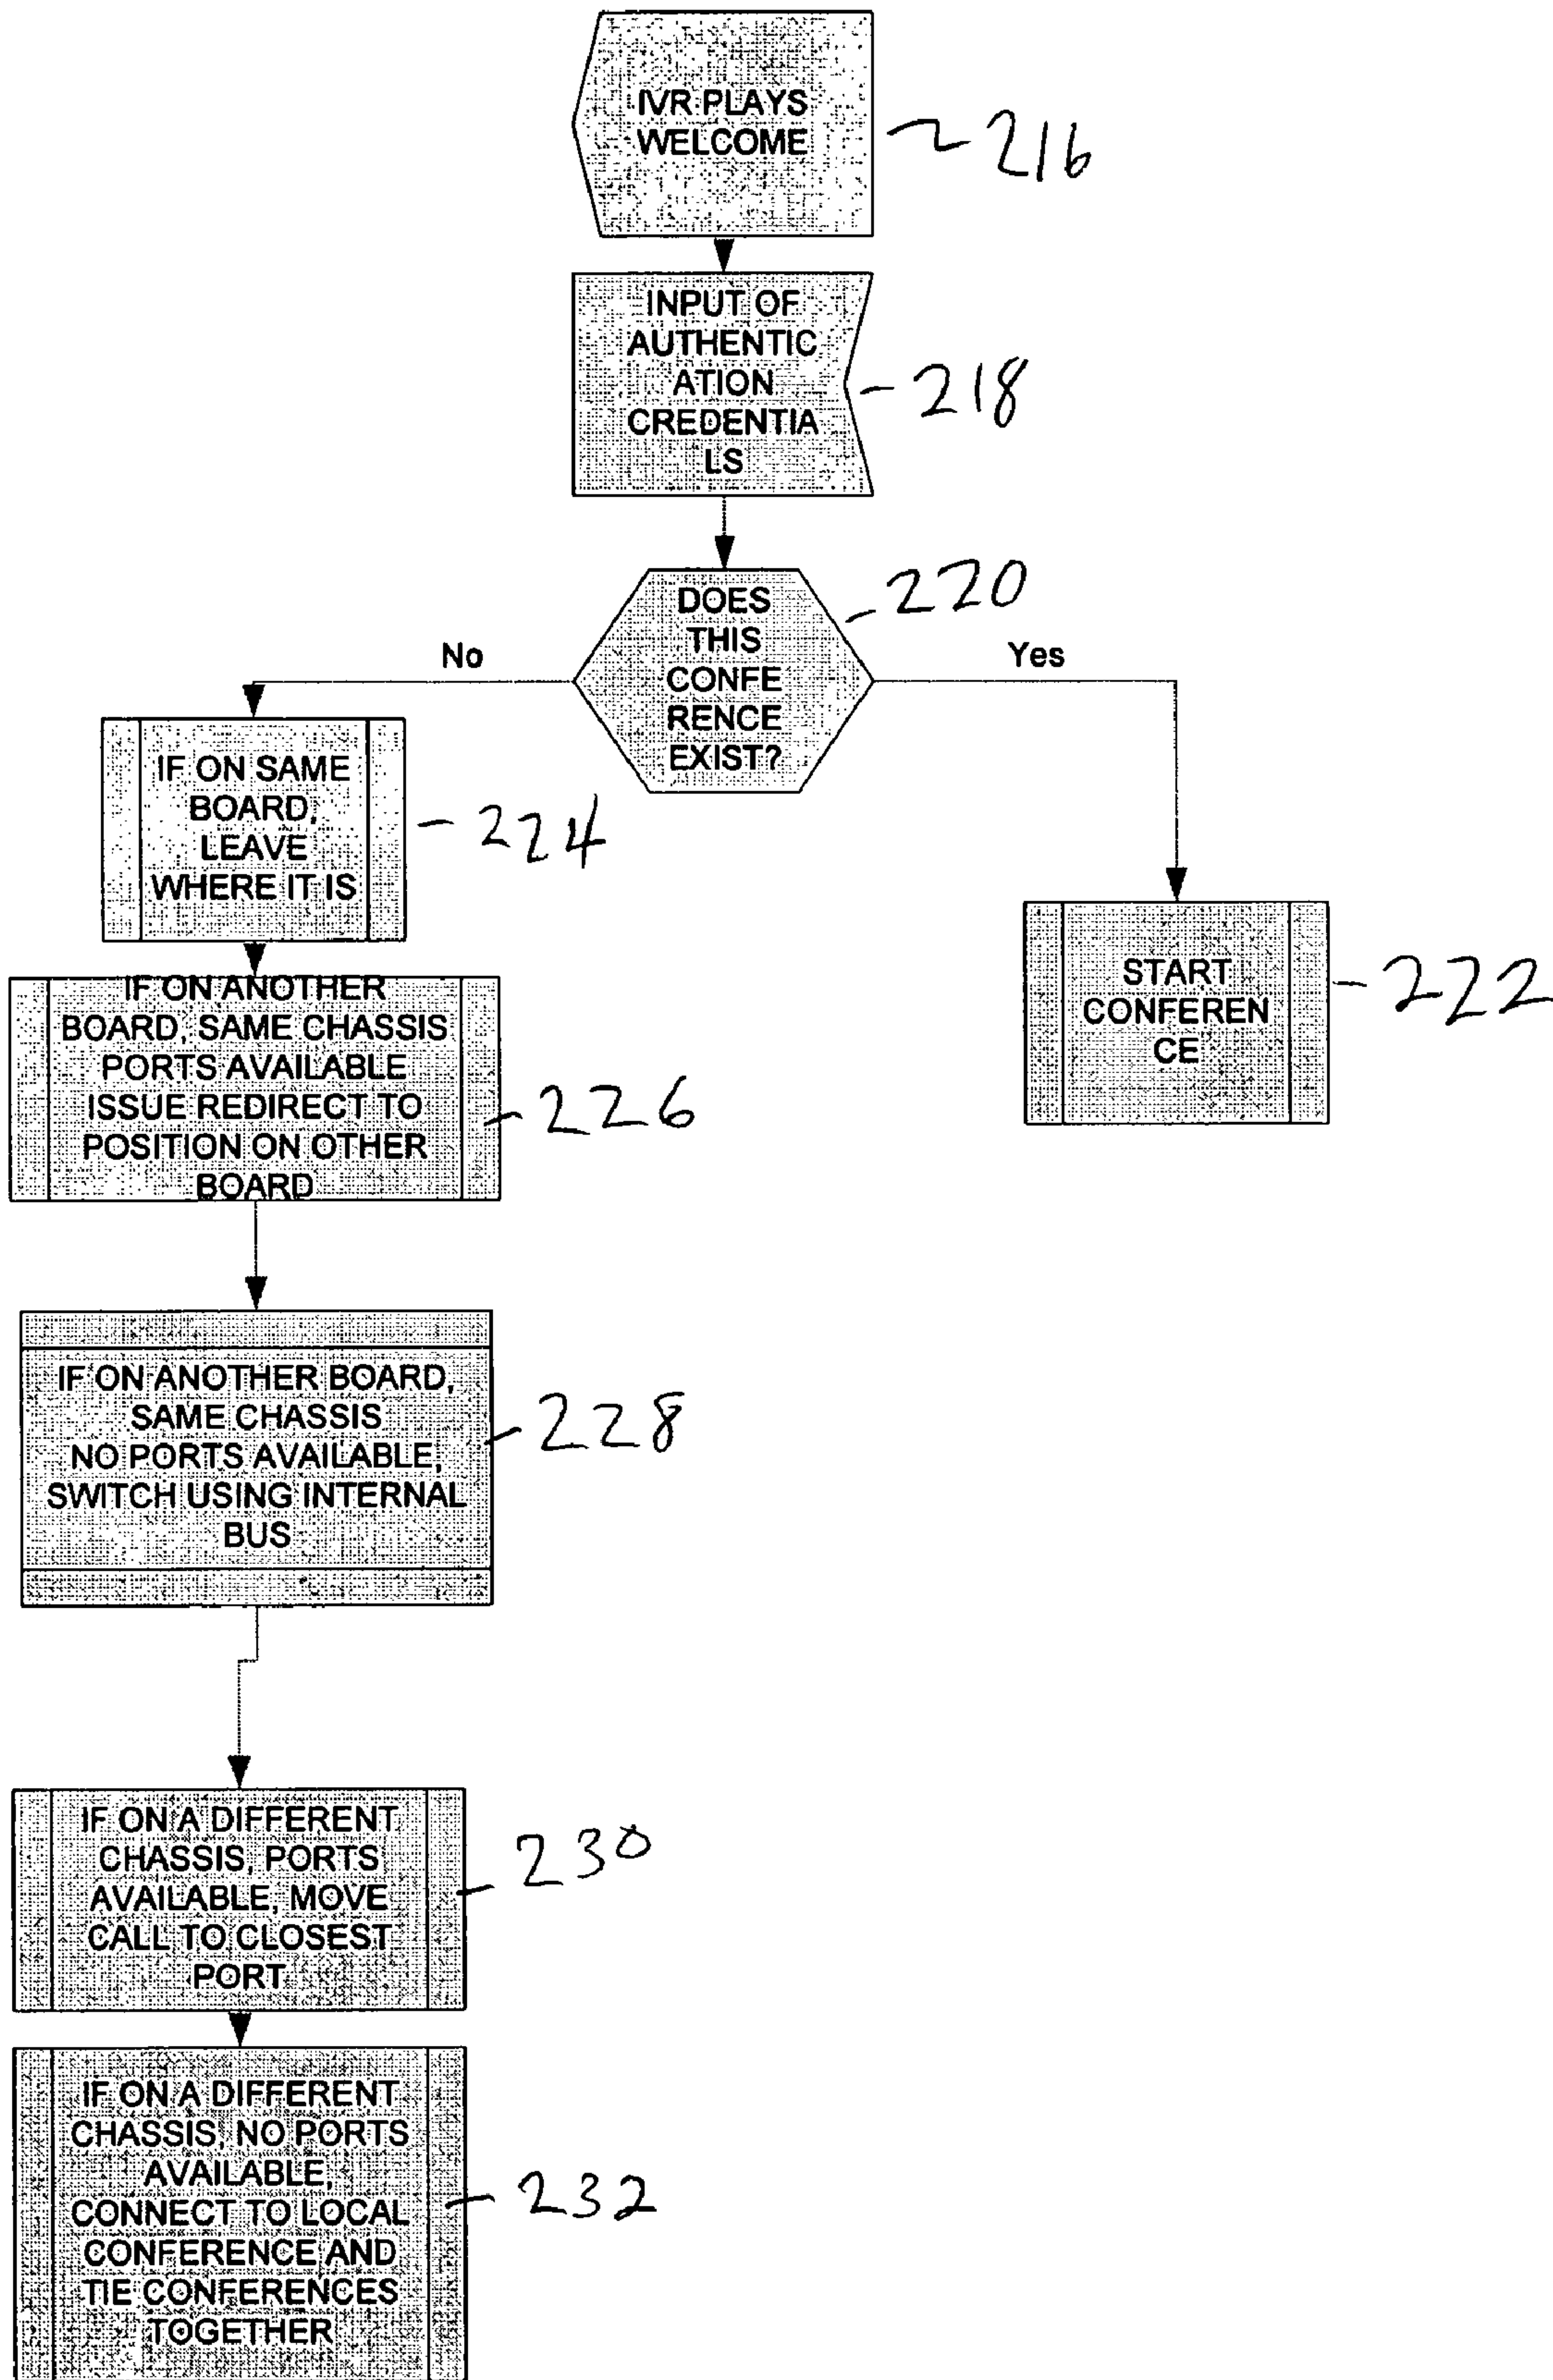 IVR PLAYS
WELCOME
216
INPUT OF
AUTHENTIC
ATION
CREDENTIA
LS
218
DOES
THIS
CONFE
RENCE
EXIST?
220
No
Yes
IF ON SAME
BOARD,
LEAVE
WHERE IT IS
224
START
CONFEREN
CE
222
IF ON ANOTHER
BOARD, SAME CHASSIS
PORTS AVAILABLE
ISSUE REDIRECT TO
POSITION ON OTHER
BOARD
226
IF ON ANOTHER BOARD,
SAME CHASSIS
NO PORTS AVAILABLE,
SWITCH USING INTERNAL
BUS
228
IF ON A DIFFERENT
CHASSIS, PORTS
AVAILABLE, MOVE
CALL TO CLOSEST
PORT
230
IF ON A DIFFERENT
CHASSIS, NO PORTS
AVAILABLE,
CONNECT TO LOCAL
CONFERENCE AND
TIE CONFERENCES
TOGETHER
232